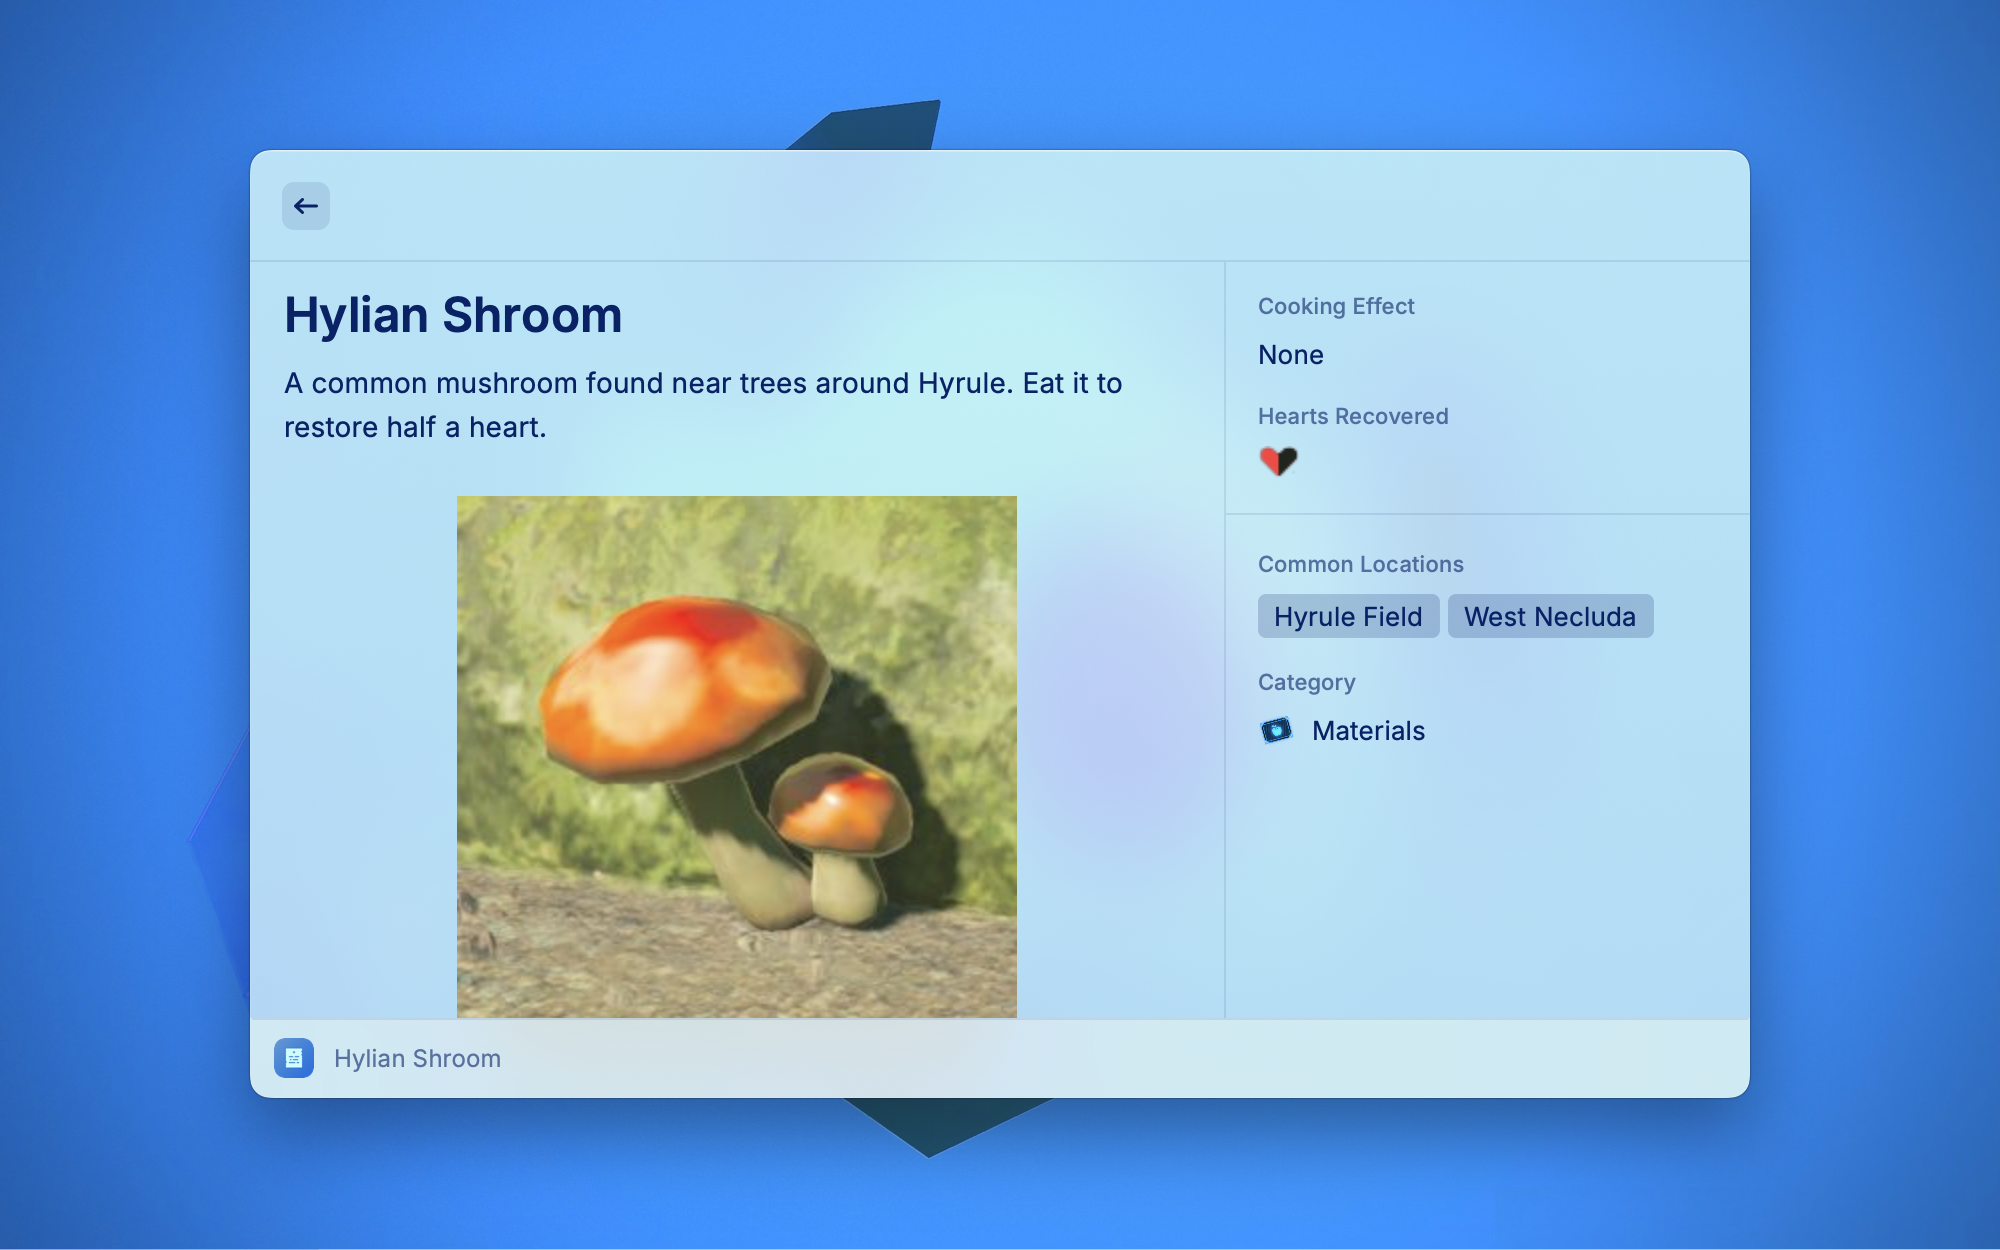 Hylian Shroom
A common mushroom found near trees around Hyrule. Eat it to
restore half a heart.
Cooking Effect
None
Hearts Recovered
Common Locations
Hyrule Field West Necluda
Category
Materials
Hylian Shroom